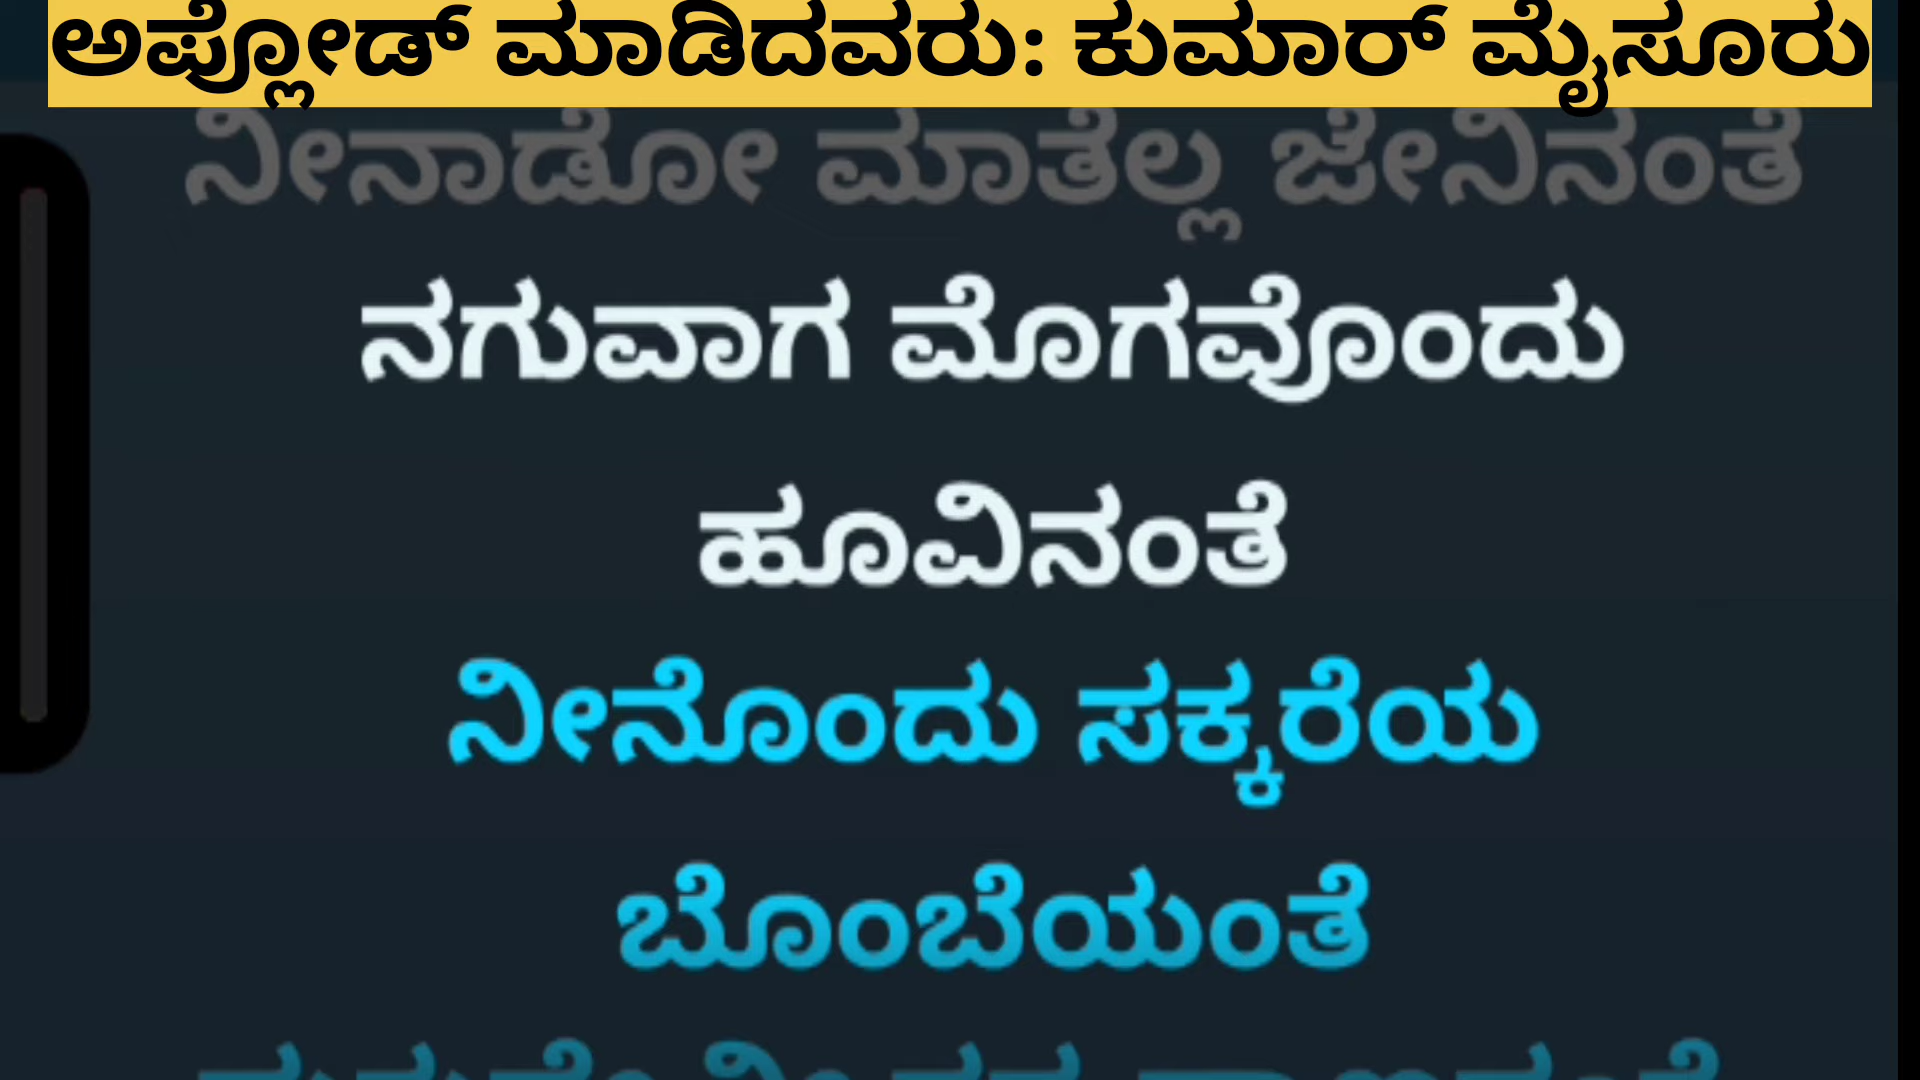 ಅಪ್ಲೋಡ್ ಮಾಡಿದವರು: ಕುಮಾರ್ ಮೈಸೂರು
ನೀನಾಡೋ ಮಾತೆಲ್ಲ ಜೇನಿನಂತೆ
ನಗುವಾಗ ಮೊಗವೊಂದು
ಹೂವಿನಂತೆ
ನೀನೊಂದು ಸಕ್ಕರೆಯ
ಬೊಂಬೆಯಂತೆ